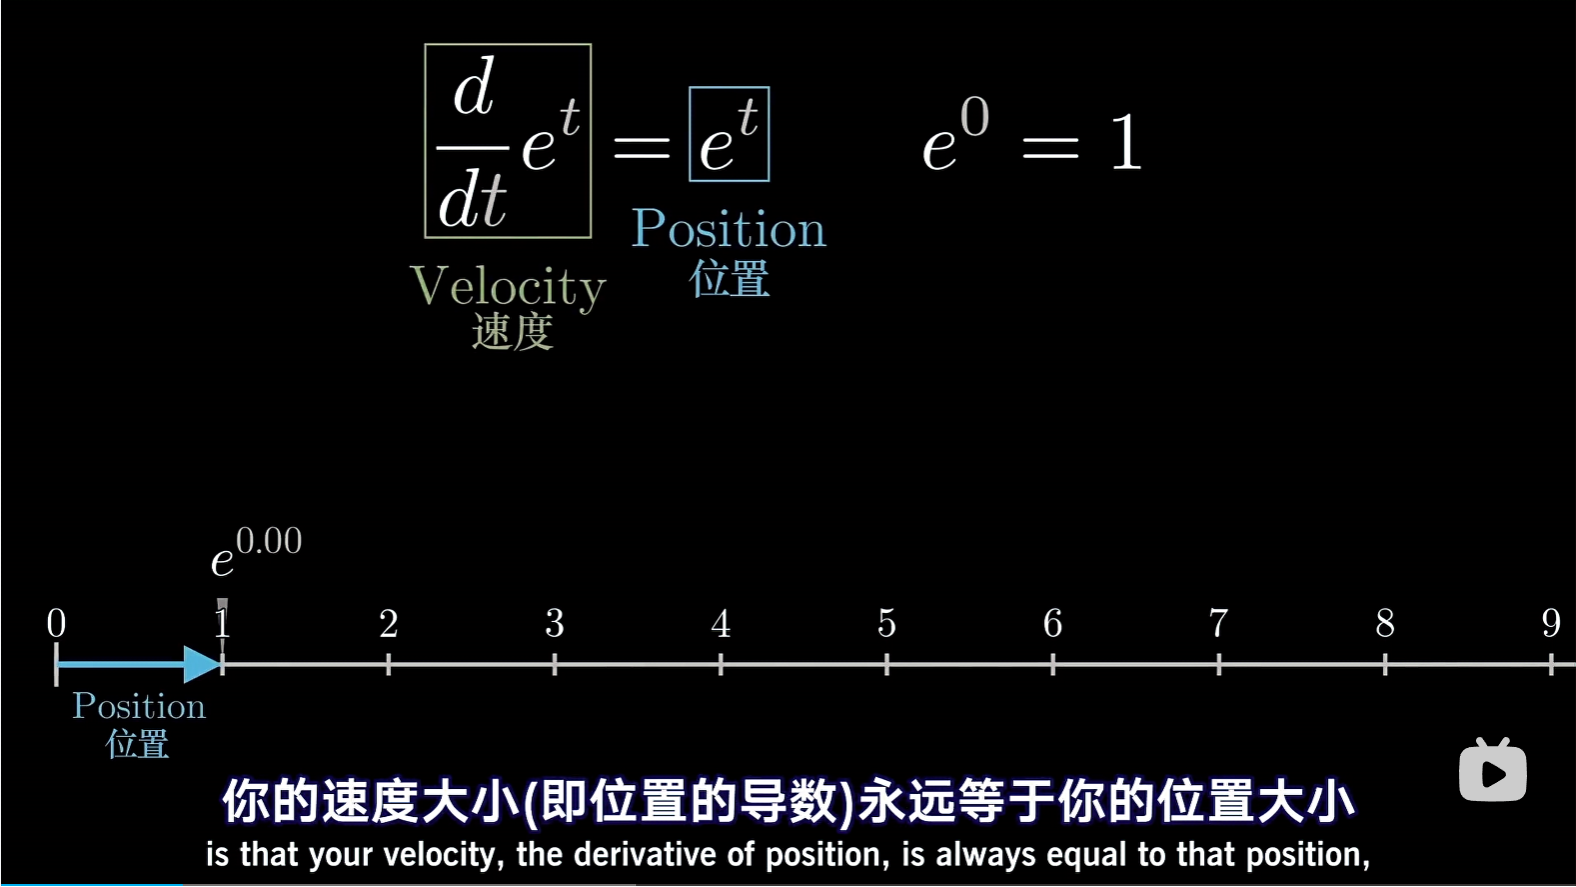 d/dt e^t = e^t    e^0 = 1
Position
位置
Velocity
速度
e^0.00
0 1 2 3 4 5 6 7 8 9
Position
位置
你的速度大小(即位置的导数)永远等于你的位置大小
is that your velocity, the derivative of position, is always equal to that position,